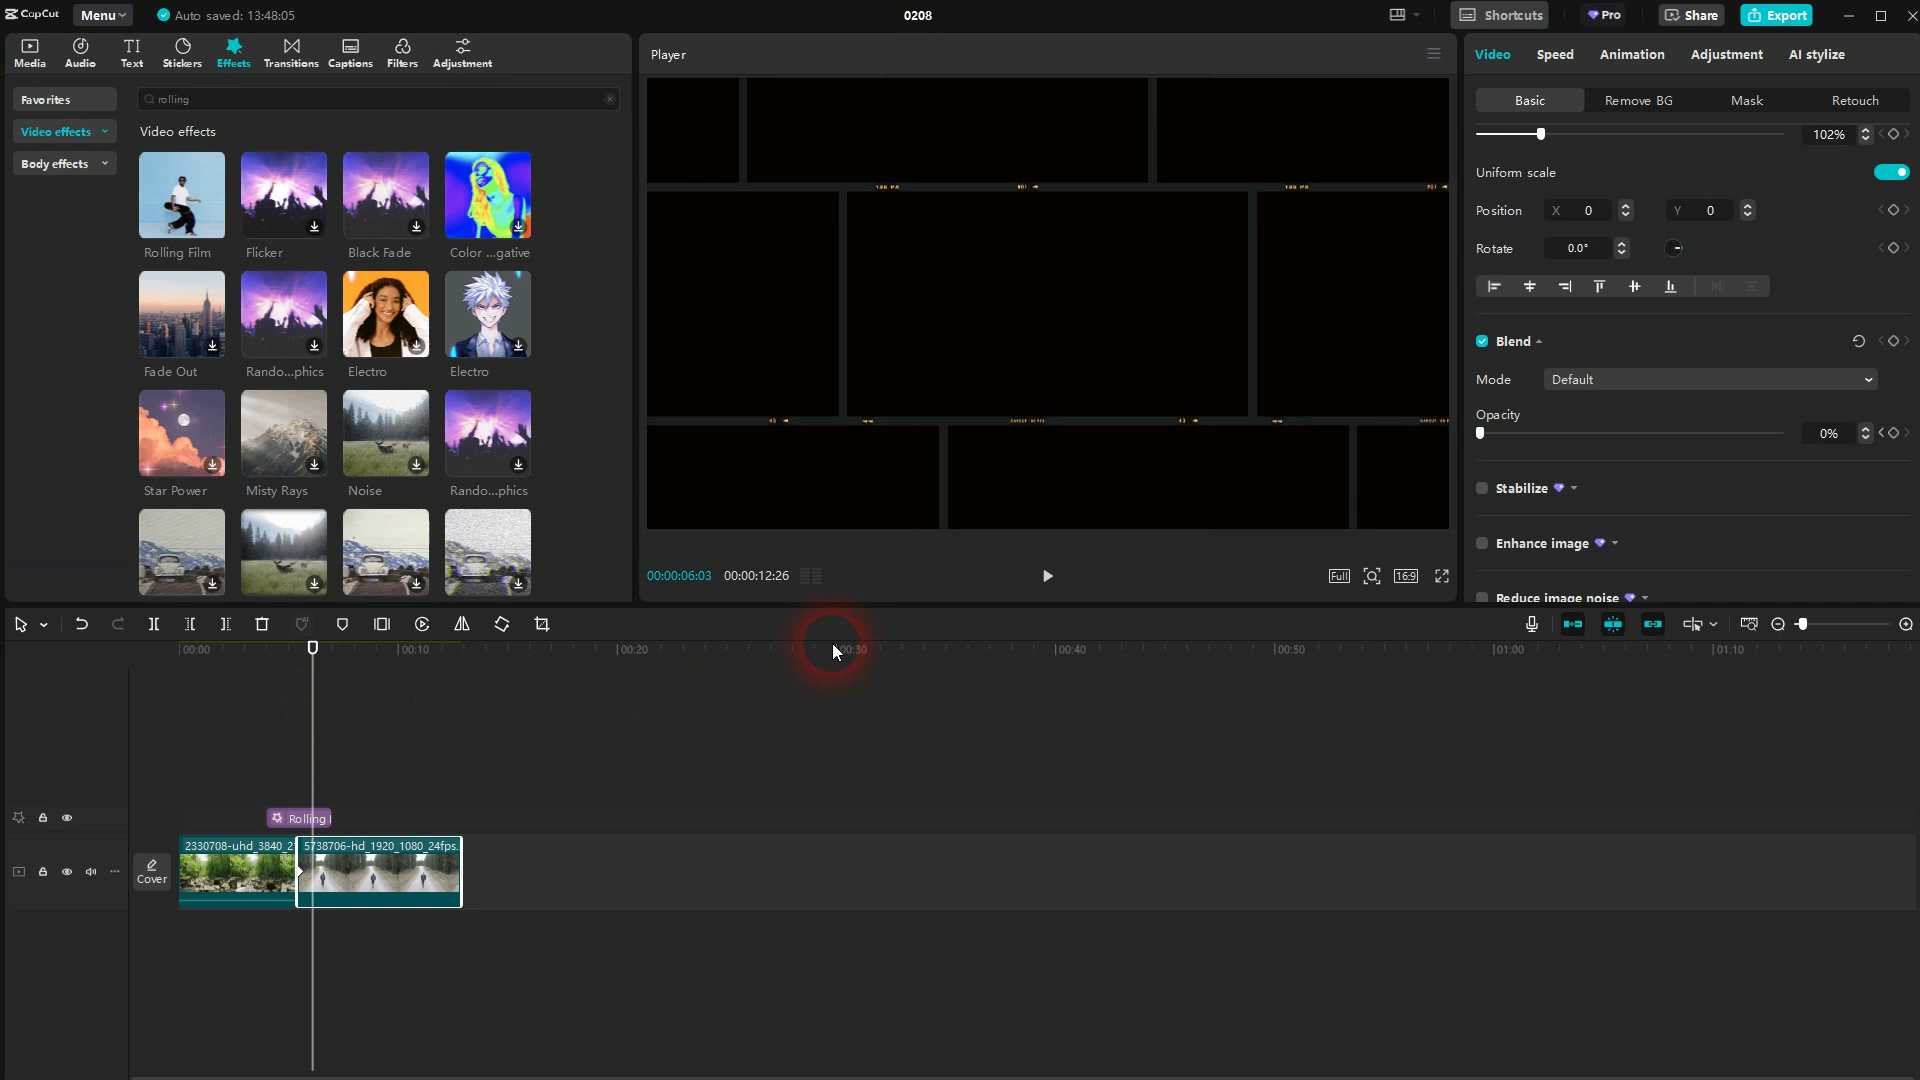 CapCut
Menu
Auto saved: 13:48:05
0208
Shortcuts
Pro
Share
Export
Media
Audio
Text
Stickers
Effects
Transitions
Captions
Filters
Adjustment
Favorites
Video effects
Body effects
rolling
Video effects
Rolling Film
Flicker
Black Fade
Color ...gative
Fade Out
Rando...phics
Electro
Electro
Star Power
Misty Rays
Noise
Rando...phics
Player
00:00:06:03
00:00:12:26
Full
16:9
Video
Speed
Animation
Adjustment
AI stylize
Basic
Remove BG
Mask
Retouch
102%
Uniform scale
Position
X
0
Y
0
Rotate
0.0°
Blend
Mode
Default
Opacity
0%
Stabilize
Enhance image
Reduce image noise
00:00
00:10
00:20
00:30
00:40
00:50
01:00
01:10
Rolling
2330708-uhd_3840_2
5738706-hd_1920_1080_24fps.
Cover